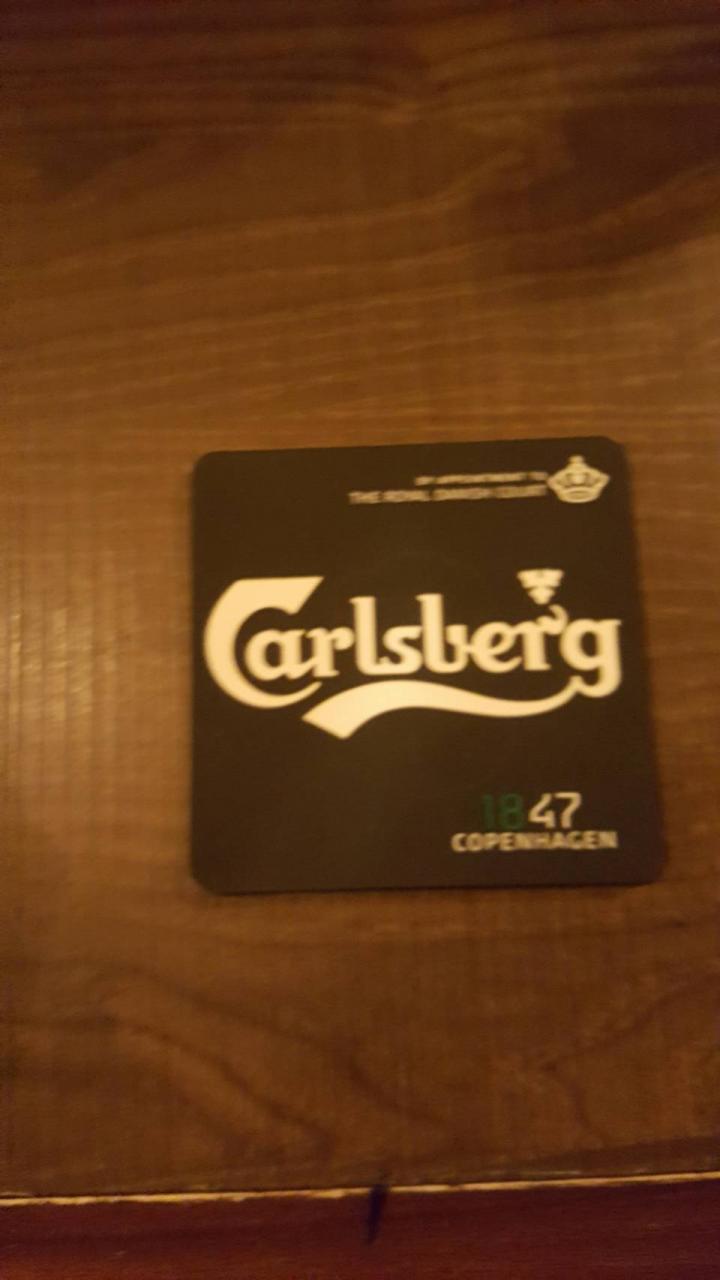 BY APPOINTMENT TO
THE ROYAL DANISH COURT
Carlsberg
1847
COPENHAGEN